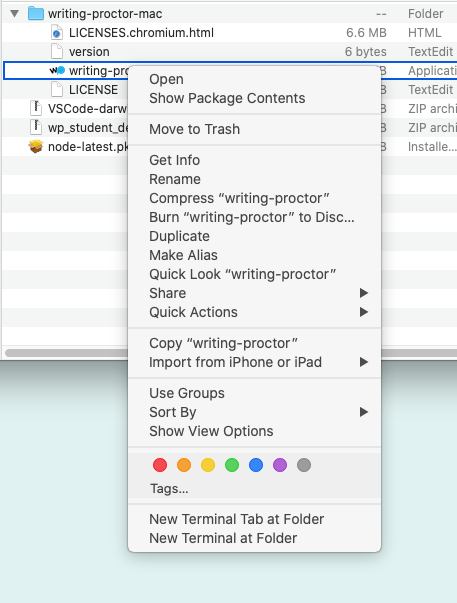 writing-proctor-mac -- Folder
LICENSES.chromium.html 6.6 MB HTML
version 6 bytes TextEdit
writing-pro B Applicati
LICENSE B TextEdit
VSCode-darw B ZIP archi
wp_student_de B ZIP archi
node-latest.pk B Installe...
Open
Show Package Contents
Move to Trash
Get Info
Rename
Compress “writing-proctor”
Burn “writing-proctor” to Disc...
Duplicate
Make Alias
Quick Look “writing-proctor”
Share
Quick Actions
Copy “writing-proctor”
Import from iPhone or iPad
Use Groups
Sort By
Show View Options
Tags...
New Terminal Tab at Folder
New Terminal at Folder